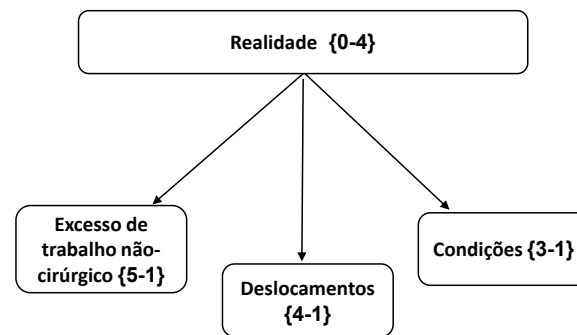 Realidade {0-4}
Excesso de
trabalho não-
cirúrgico {5-1}
Deslocamentos
{4-1}
Condições {3-1}